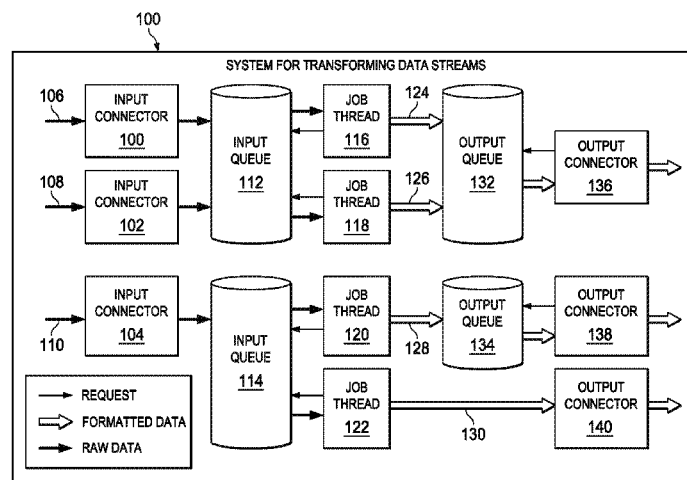 100
SYSTEM FOR TRANSFORMING DATA STREAMS
106
INPUT
CONNECTOR
100
108
INPUT
CONNECTOR
102
INPUT
QUEUE
112
JOB
THREAD
116
124
JOB
THREAD
118
126
OUTPUT
QUEUE
132
OUTPUT
CONNECTOR
136
110
INPUT
CONNECTOR
104
INPUT
QUEUE
114
JOB
THREAD
120
128
OUTPUT
QUEUE
134
OUTPUT
CONNECTOR
138
JOB
THREAD
122
130
OUTPUT
CONNECTOR
140
REQUEST
FORMATTED DATA
RAW DATA